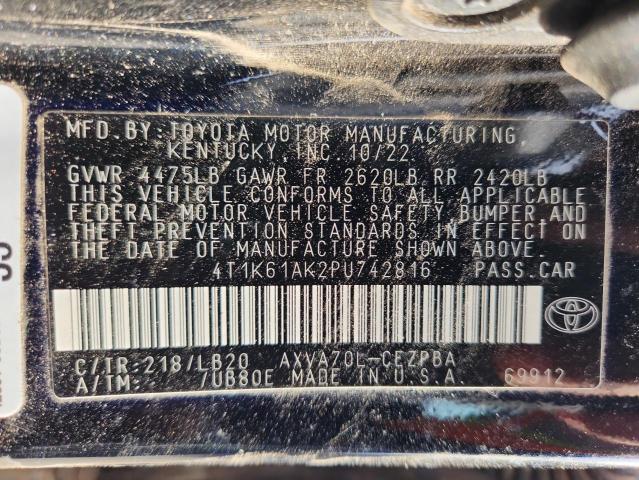 MFD.BY:TOYOTA MOTOR MANUFACTURING,
KENTUCKY, INC. 10/22
GVWR 4475LB GAWR FR 2620LB RR 2420LB
THIS VEHICLE CONFORMS TO ALL APPLICABLE
FEDERAL MOTOR VEHICLE SAFETY, BUMPER,AND
THEFT PREVENTION STANDARDS IN EFFECT ON
THE DATE OF MANUFACTURE SHOWN ABOVE.
4T1K61AK2PU742816 PASS.CAR
C/TR:218/LB20 AXVA70L-CEZPBA
A/TM: /UB80E MADE IN U.S.A. 69912